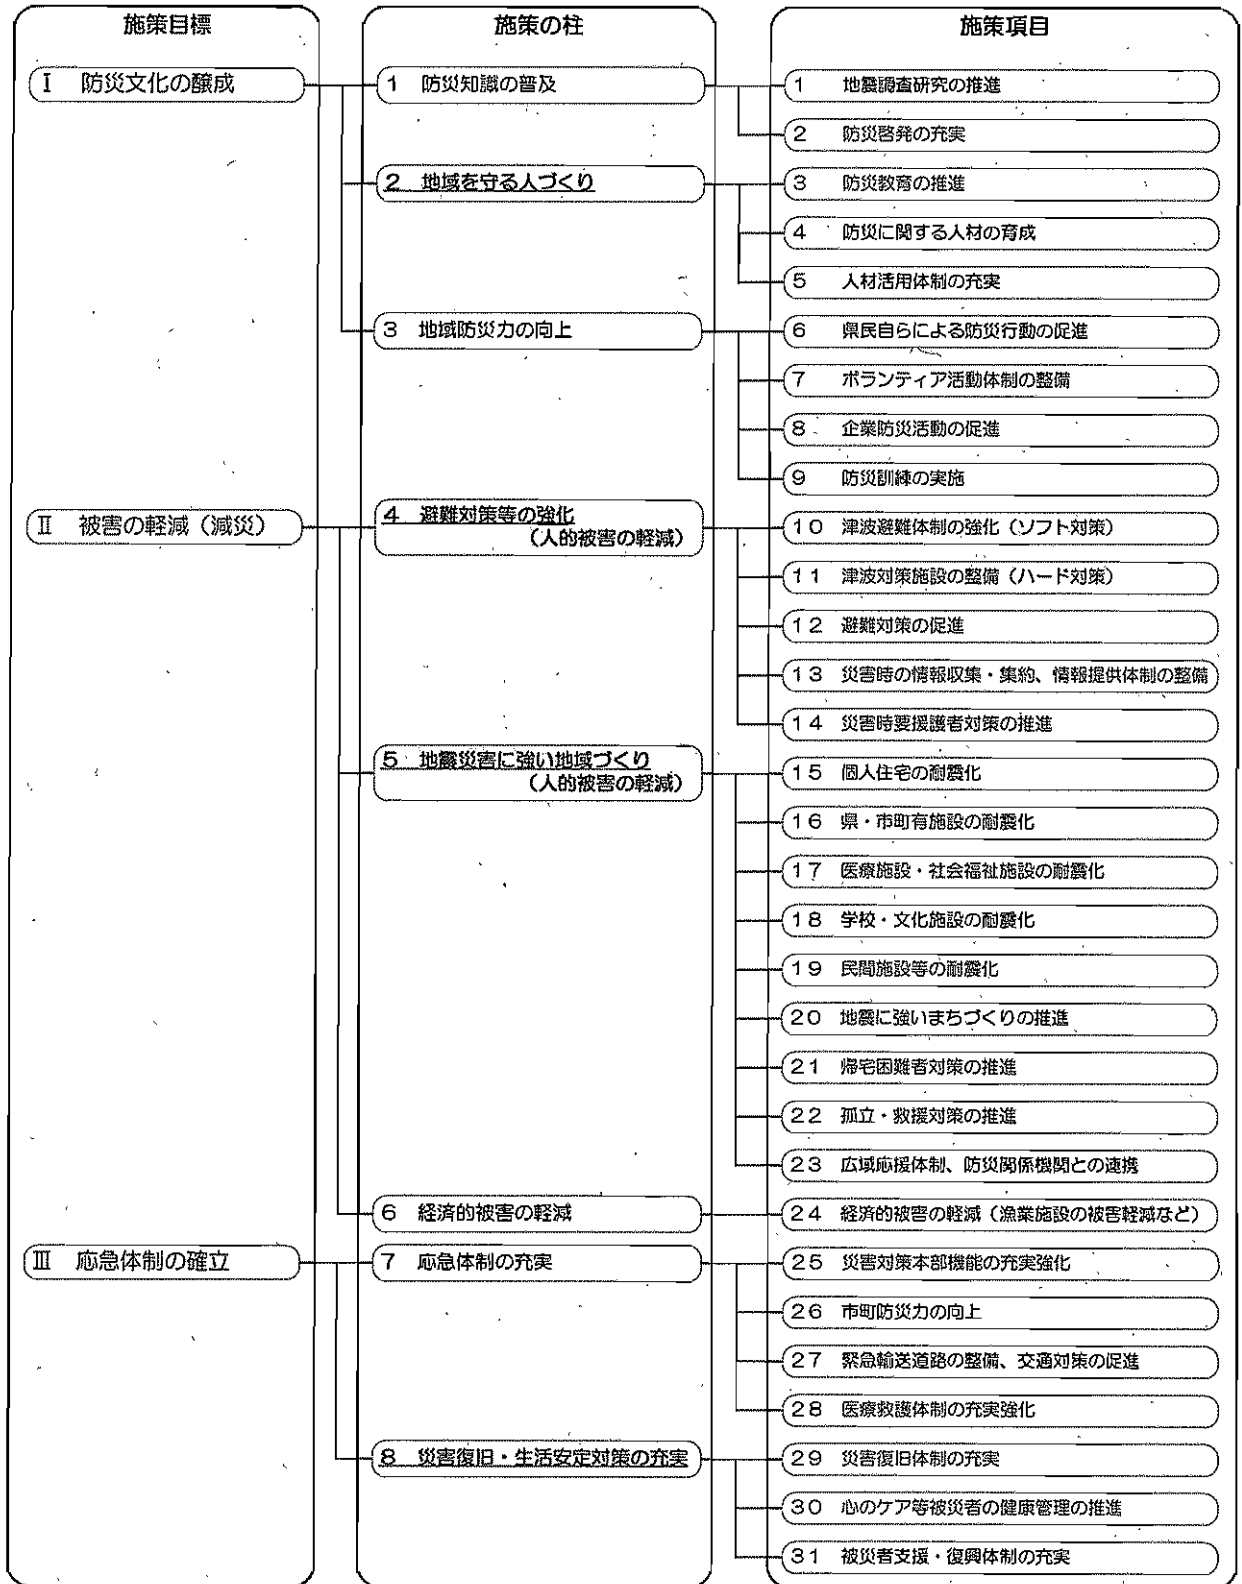 施策目標
施策の柱
施策項目
Ⅰ 防災文化の醸成
1 防災知識の普及
1 地震調査研究の推進
2 防災啓発の充実
2 地域を守る人づくり
3 防災教育の推進
4 防災に関する人材の育成
5 人材活用体制の充実
3 地域防災力の向上
6 県民自らによる防災行動の促進
7 ボランティア活動体制の整備
8 企業防災活動の促進
9 防災訓練の実施
Ⅱ 被害の軽減（減災）
4 避難対策等の強化
（人的被害の軽減）
10 津波避難体制の強化（ソフト対策）
11 津波対策施設の整備（ハード対策）
12 避難対策の促進
13 災害時の情報収集・集約、情報提供体制の整備
14 災害時要援護者対策の推進
5 地震災害に強い地域づくり
（人的被害の軽減）
15 個人住宅の耐震化
16 県・市町有施設の耐震化
17 医療施設・社会福祉施設の耐震化
18 学校・文化施設の耐震化
19 民間施設等の耐震化
20 地震に強いまちづくりの推進
21 帰宅困難者対策の推進
22 孤立・救援対策の推進
23 広域応援体制、防災関係機関との連携
6 経済的被害の軽減
24 経済的被害の軽減（漁業施設の被害軽減など）
Ⅲ 応急体制の確立
7 応急体制の充実
25 災害対策本部機能の充実強化
26 市町防災力の向上
27 緊急輸送道路の整備、交通対策の促進
28 医療救護体制の充実強化
8 災害復旧・生活安定対策の充実
29 災害復旧体制の充実
30 心のケア等被災者の健康管理の推進
31 被災者支援・復興体制の充実